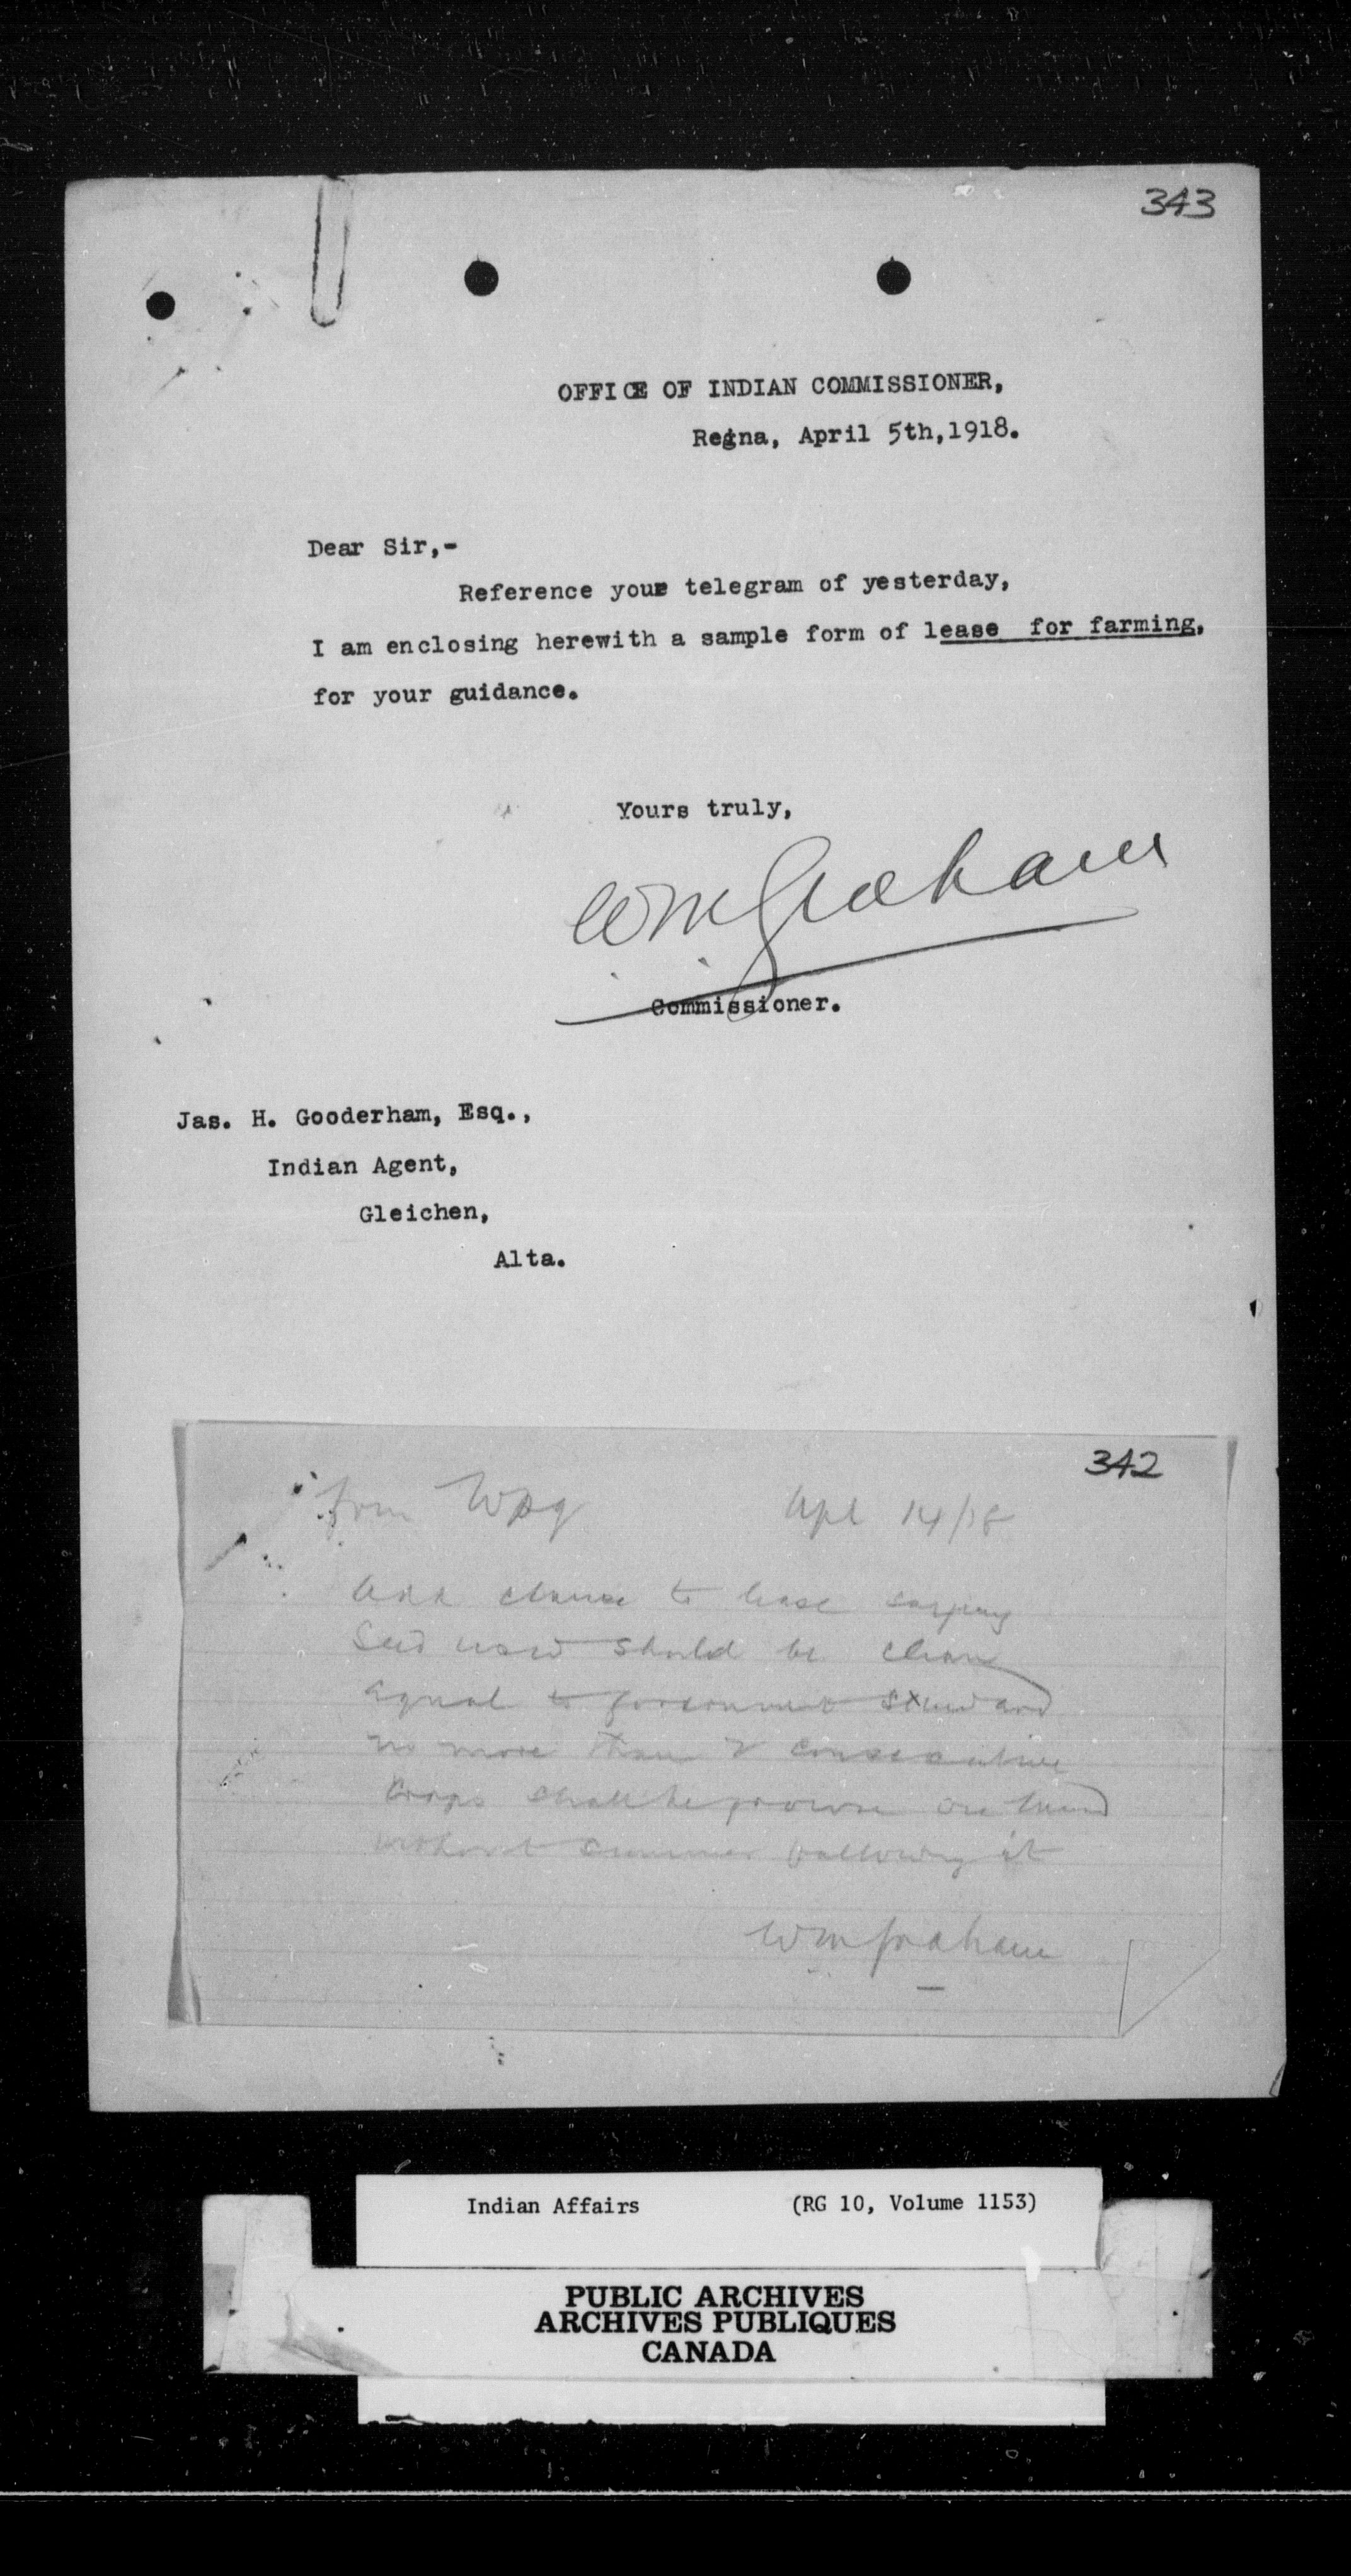 343
OFFICE OF INDIAN COMMISSIONER,
Regna, April 5th, 1918.
Dear Sir,-
Reference your telegram of yesterday,
I am enclosing herewith a sample form of lease for farming,
for your guidance.
Yours truly,
WmGraham
Commissioner.
Jas. H. Gooderham, Esq.,
Indian Agent,
Gleichen,
Alta.
342
from Wpg Apl 14/18
Add clause to lease saying
Seed used should be clean
equal to government standard
no more than 2 consecutive
crops shall be grown on land
without summer fallowing it
Wm Graham
Indian Affairs (RG 10, Volume 1153)
PUBLIC ARCHIVES
ARCHIVES PUBLIQUES
CANADA